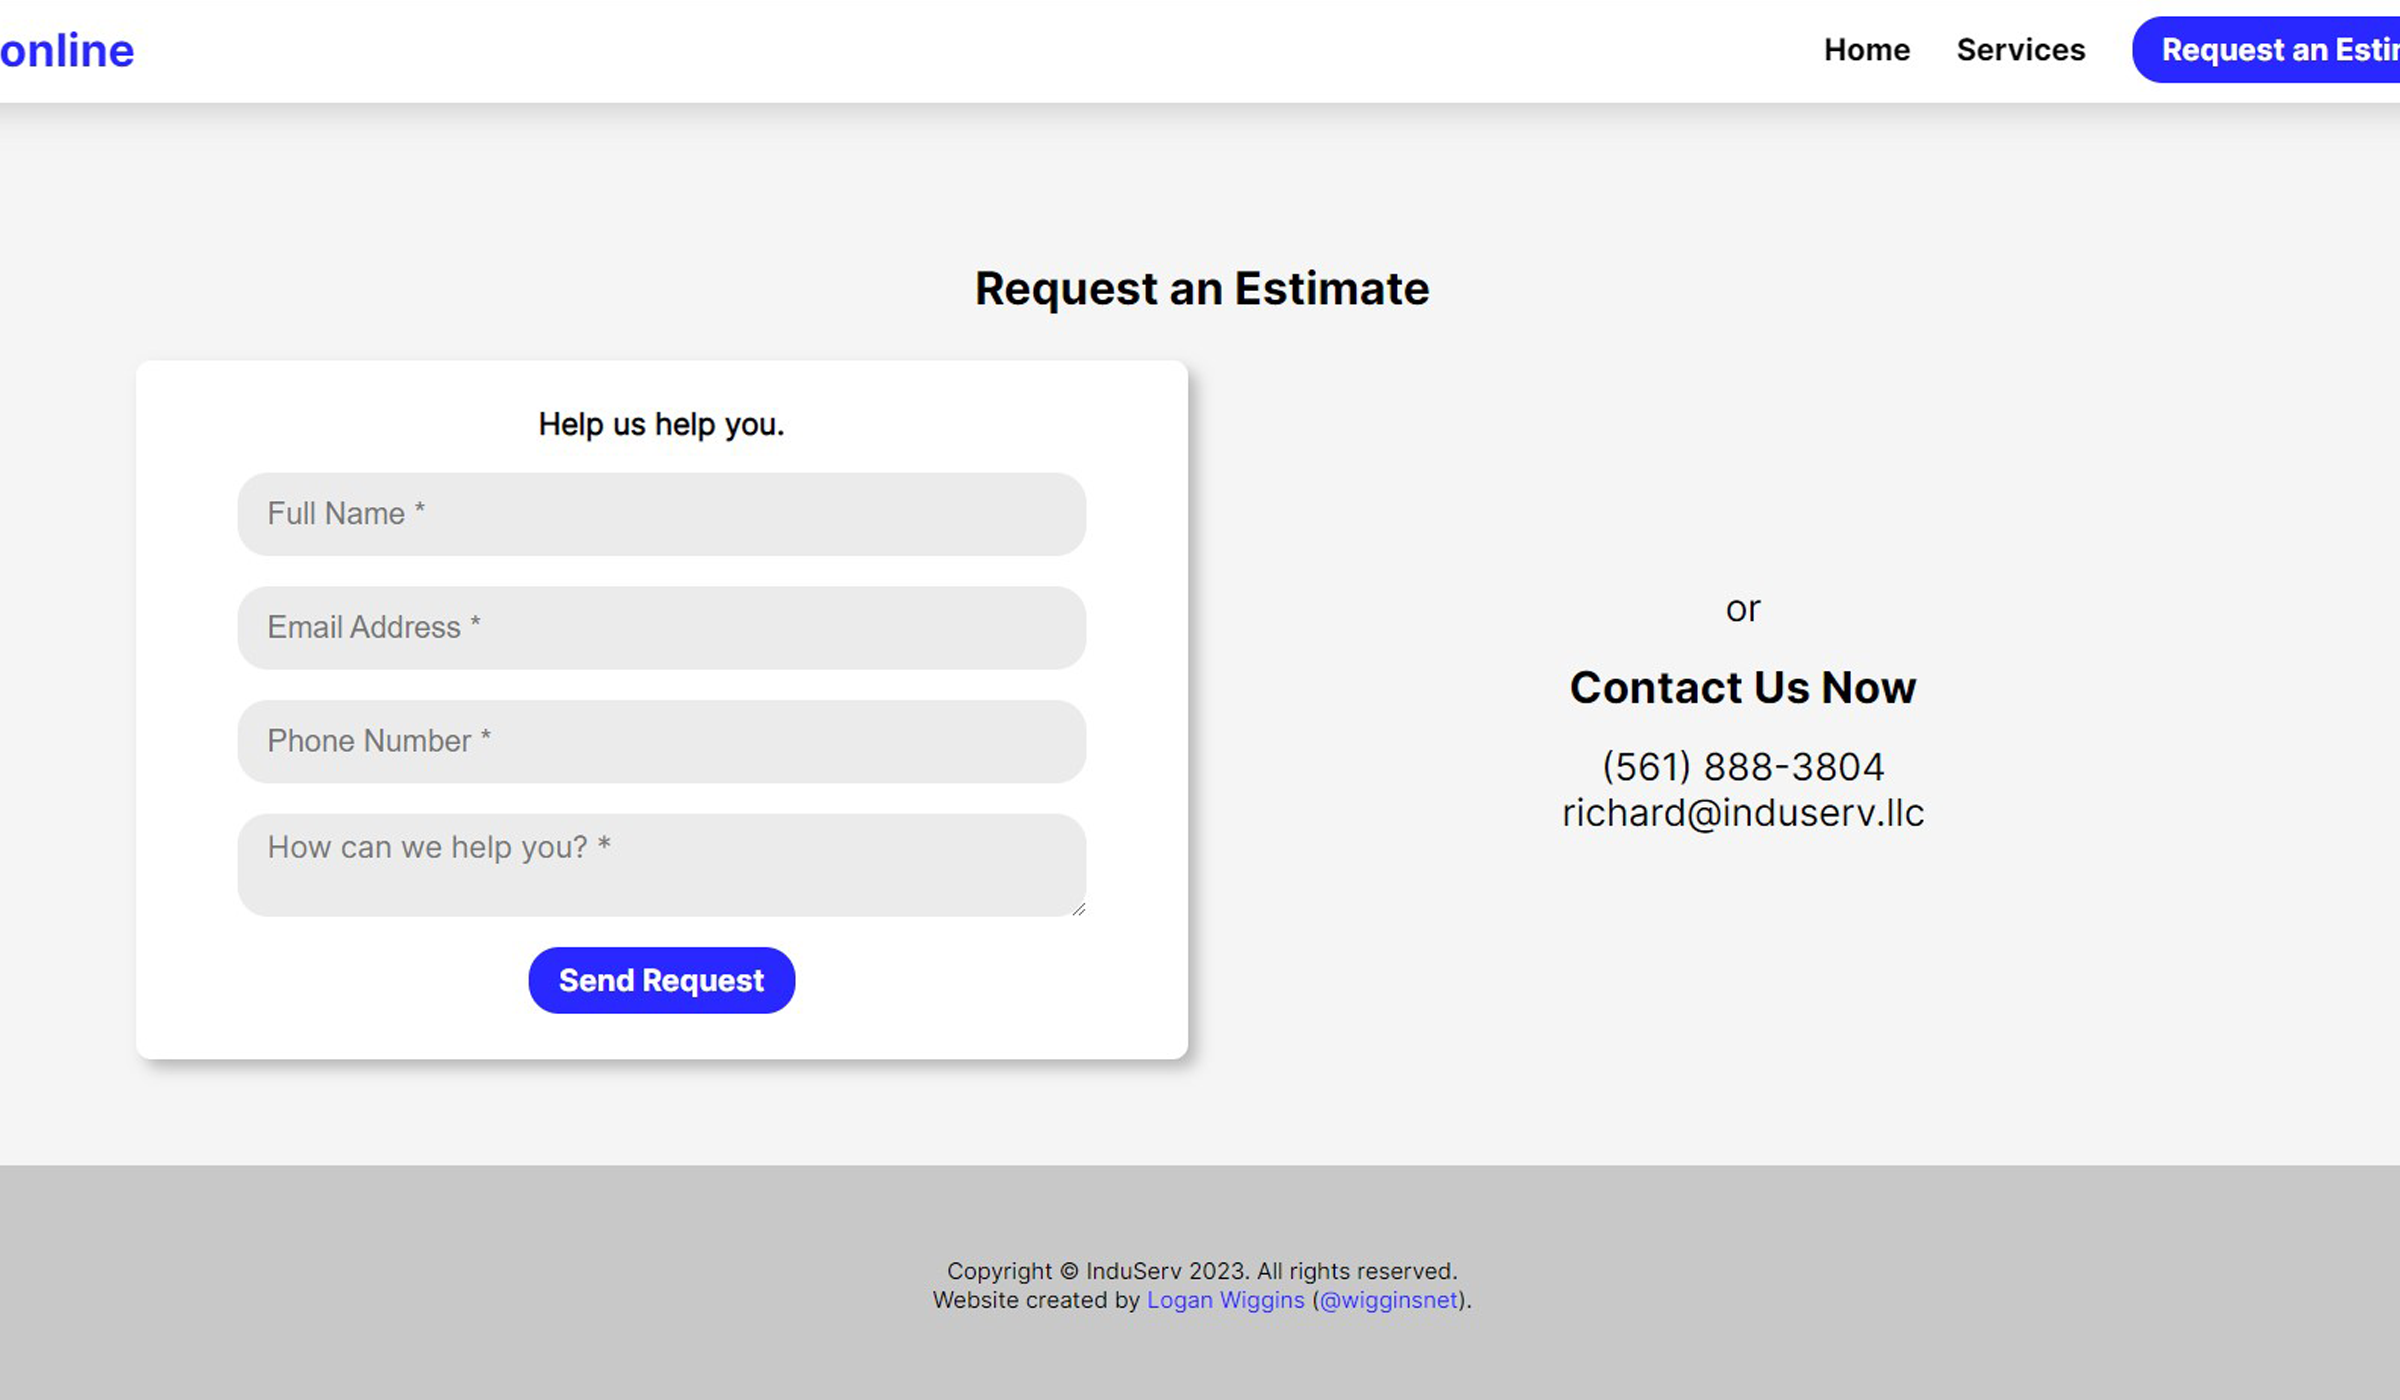 online
Home
Services
Request an Estim
Request an Estimate
Help us help you.
Full Name *
Email Address *
Phone Number *
How can we help you? *
Send Request
or
Contact Us Now
(561) 888-3804
richard@induserv.llc
Copyright © InduServ 2023. All rights reserved.
Website created by Logan Wiggins (@wigginsnet).